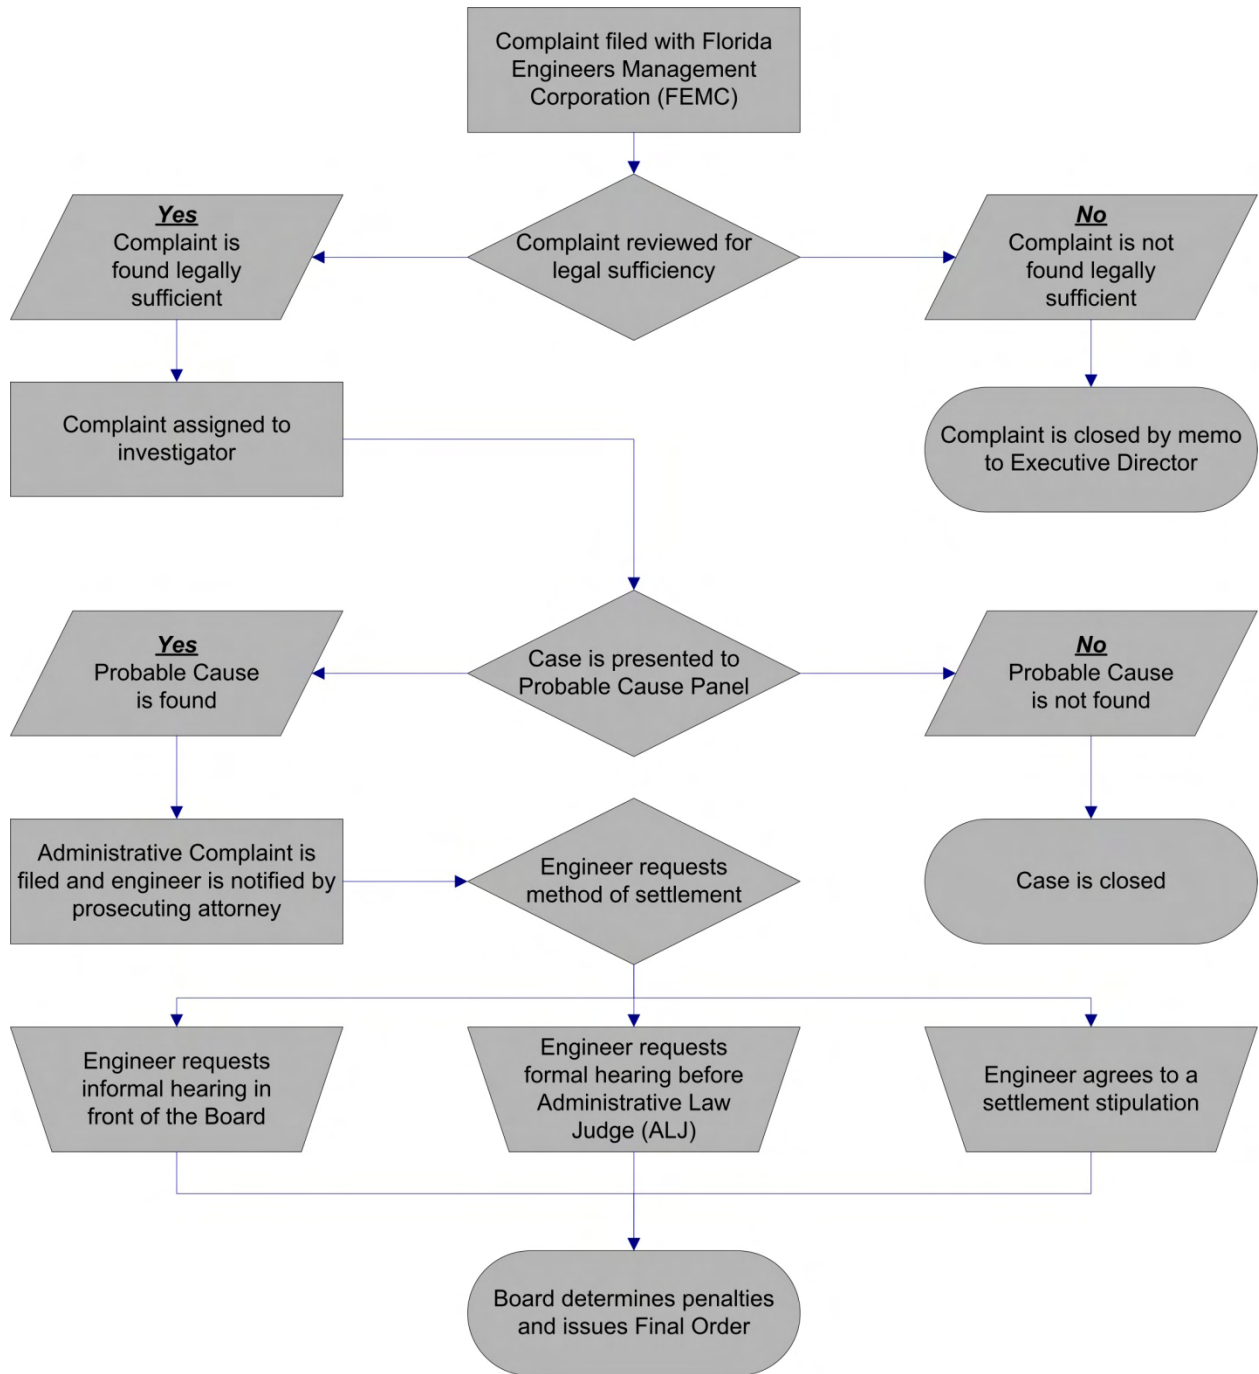 Complaint filed with Florida
Engineers Management
Corporation (FEMC)
Yes
Complaint is
found legally
sufficient
Complaint reviewed for
legal sufficiency
No
Complaint is not
found legally
sufficient
Complaint assigned to
investigator
Complaint is closed by memo
to Executive Director
Yes
Probable Cause
is found
Case is presented to
Probable Cause Panel
No
Probable Cause
is not found
Administrative Complaint is
filed and engineer is notified by
prosecuting attorney
Engineer requests
method of settlement
Case is closed
Engineer requests
informal hearing in
front of the Board
Engineer requests
formal hearing before
Administrative Law
Judge (ALJ)
Engineer agrees to a
settlement stipulation
Board determines penalties
and issues Final Order